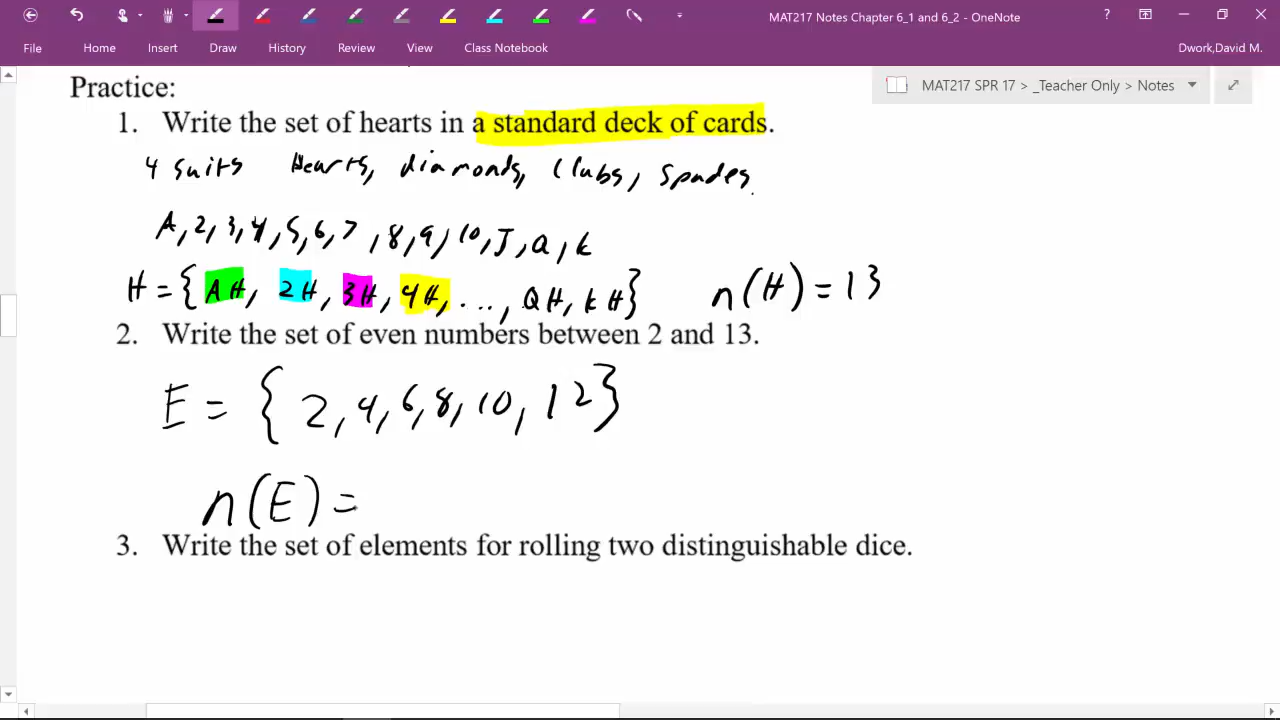 MAT217 Notes Chapter 6_1 and 6_2 - OneNote
File Home Insert Draw History Review View Class Notebook Dwork,David M.
MAT217 SPR 17 > _Teacher Only > Notes
Practice:
1. Write the set of hearts in a standard deck of cards.
4 suits Hearts, diamonds, Clubs, Spades.
A, 2, 3, 4, 5, 6, 7, 8, 9, 10, J, Q, K
H = { AH, 2H, 3H, 4H, ..., QH, KH} n(H) = 13
2. Write the set of even numbers between 2 and 13.
E = { 2, 4, 6, 8, 10, 12}
n(E) =
3. Write the set of elements for rolling two distinguishable dice.